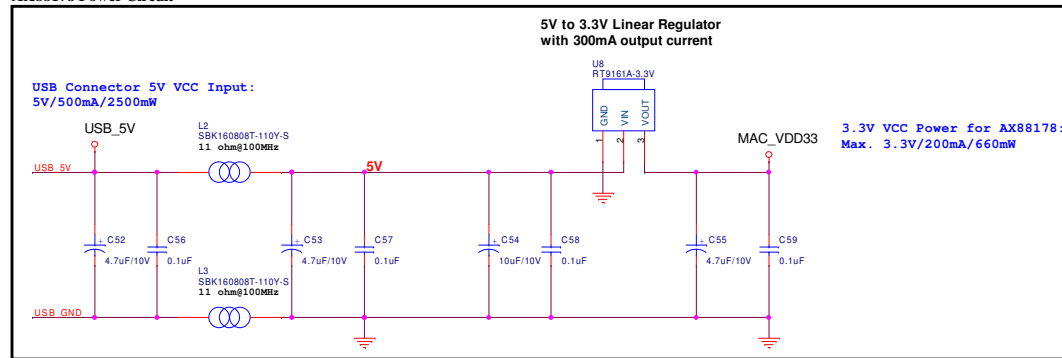 5V to 3.3V Linear Regulator
with 300mA output current
U8
RT9161A-3.3V
USB Connector 5V VCC Input:
5V/500mA/2500mW
GND
VIN
VOUT
1
2
3
USB_5V
L2
SBK160808T-110Y-S
11 ohm@100MHz
MAC_VDD33
3.3V VCC Power for AX88178:
Max. 3.3V/200mA/660mW
USB_5V
5V
C52
4.7uF/10V
C56
0.1uF
C53
4.7uF/10V
C57
0.1uF
C54
10uF/10V
C58
0.1uF
C55
4.7uF/10V
C59
0.1uF
L3
SBK160808T-110Y-S
11 ohm@100MHz
USB_GND